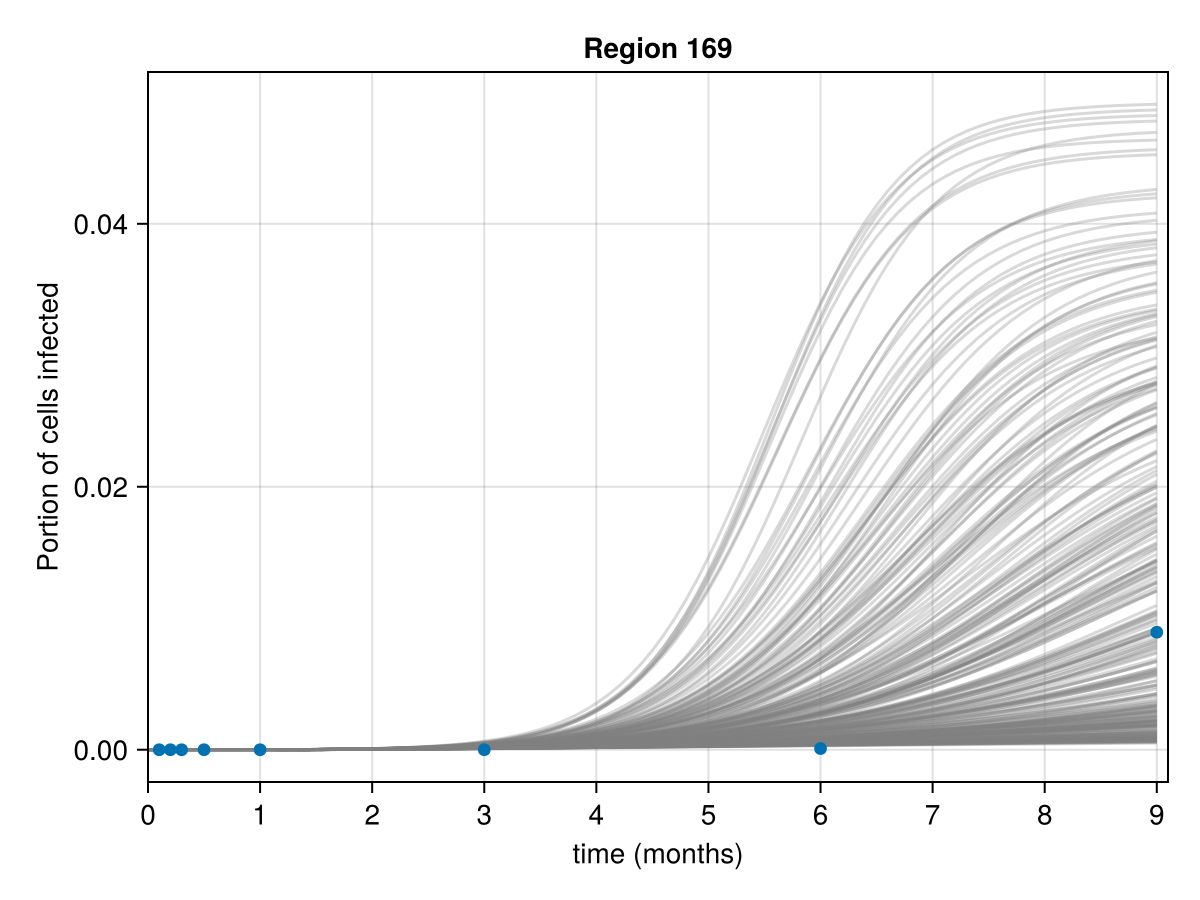 Region 169
Portion of cells infected
0.04
0.02
0.00
0 1 2 3 4 5 6 7 8 9
time (months)